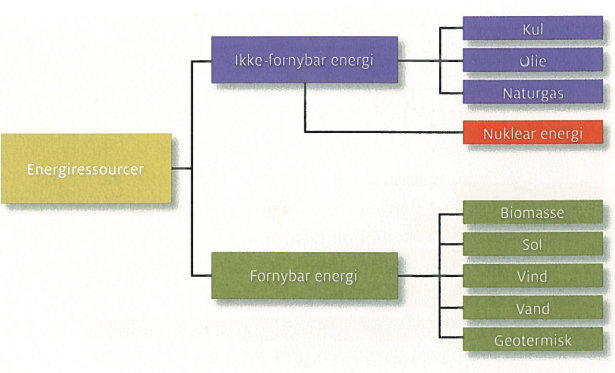 Energiressourcer
Ikke-fornybar energi
Kul
Olie
Naturgas
Nuklear energi
Fornybar energi
Biomasse
Sol
Vind
Vand
Geotermisk